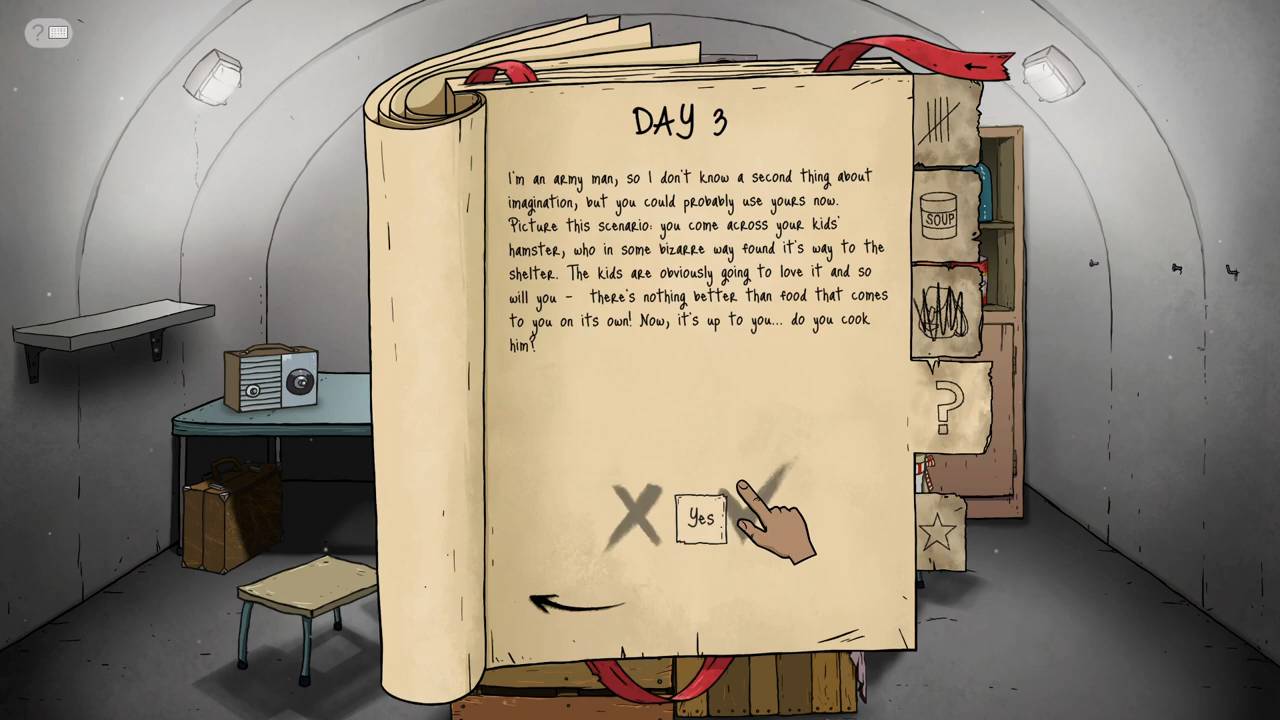 ?
DAY 3
I'm an army man, so I don't know a second thing about
imagination, but you could probably use yours now.
Picture this scenario: you come across your kids'
hamster, who in some bizarre way found it's way to the
shelter. The kids are obviously going to love it and so
will you - there's nothing better than food that comes
to you on its own! Now, it's up to you... do you cook
him?
SOUP
?
Yes